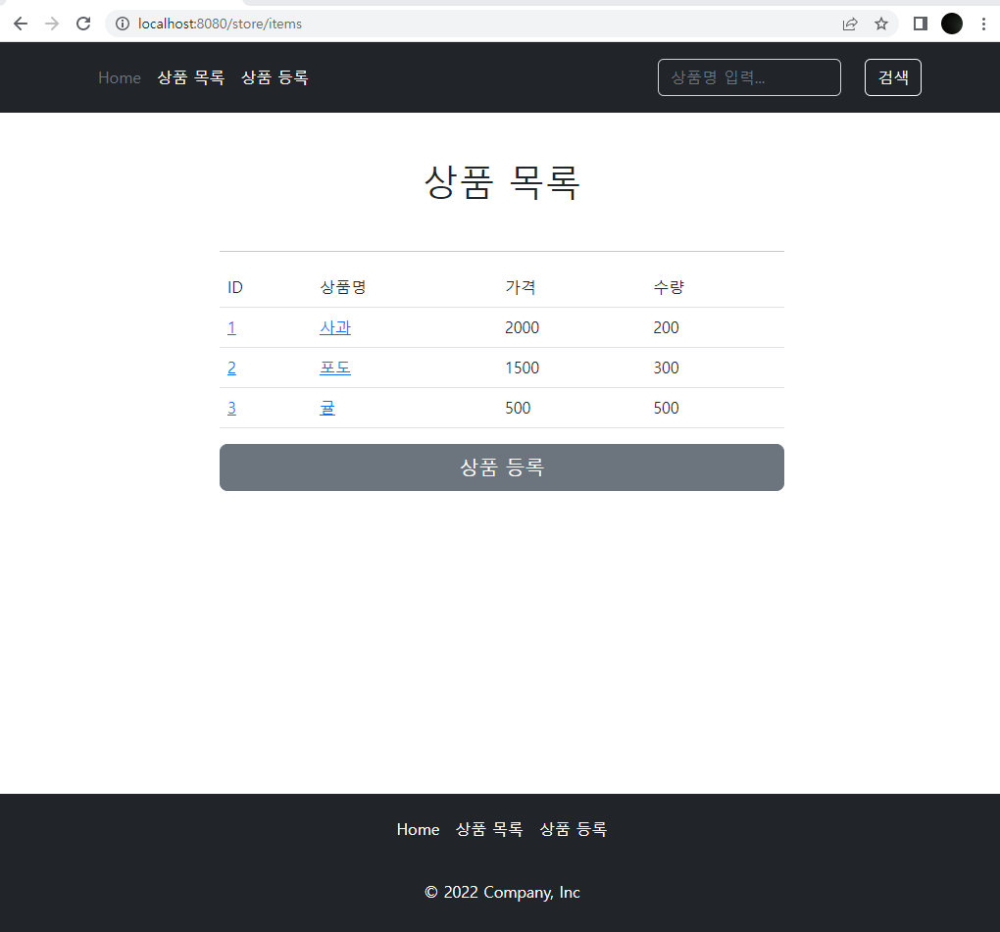 localhost:8080/store/items
Home 상품 목록 상품 등록 상품명 입력... 검색
상품 목록
ID 상품명 가격 수량
1 사과 2000 200
2 포도 1500 300
3 귤 500 500
상품 등록
Home 상품 목록 상품 등록
© 2022 Company, Inc